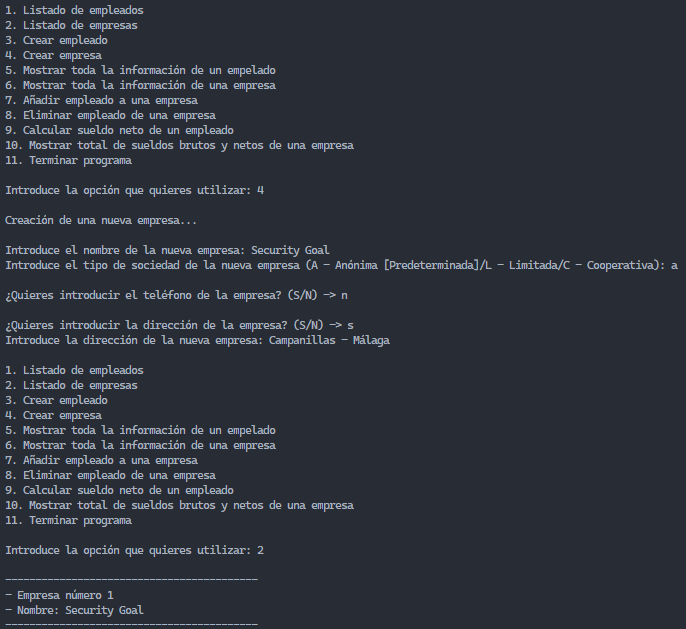 1. Listado de empleados
2. Listado de empresas
3. Crear empleado
4. Crear empresa
5. Mostrar toda la información de un empelado
6. Mostrar toda la información de una empresa
7. Añadir empleado a una empresa
8. Eliminar empleado de una empresa
9. Calcular sueldo neto de un empleado
10. Mostrar total de sueldos brutos y netos de una empresa
11. Terminar programa
Introduce la opción que quieres utilizar: 4
Creación de una nueva empresa...
Introduce el nombre de la nueva empresa: Security Goal
Introduce el tipo de sociedad de la nueva empresa (A - Anónima [Predeterminada]/L - Limitada/C - Cooperativa): a
¿Quieres introducir el teléfono de la empresa? (S/N) -> n
¿Quieres introducir la dirección de la empresa? (S/N) -> s
Introduce la dirección de la nueva empresa: Campanillas - Málaga
1. Listado de empleados
2. Listado de empresas
3. Crear empleado
4. Crear empresa
5. Mostrar toda la información de un empelado
6. Mostrar toda la información de una empresa
7. Añadir empleado a una empresa
8. Eliminar empleado de una empresa
9. Calcular sueldo neto de un empleado
10. Mostrar total de sueldos brutos y netos de una empresa
11. Terminar programa
Introduce la opción que quieres utilizar: 2
------------------------------------------
- Empresa número 1
- Nombre: Security Goal
------------------------------------------